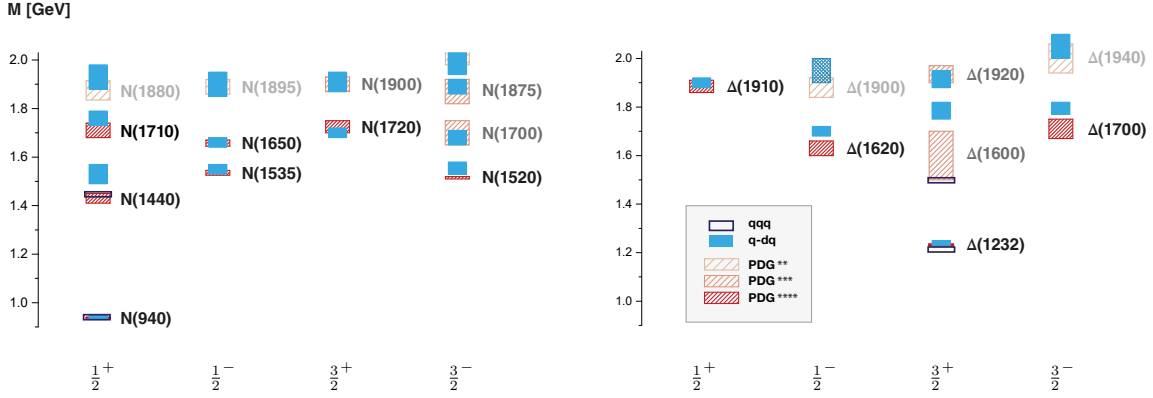 M [GeV]
2.0
1.8
1.6
1.4
1.2
1.0
N(1880)
N(1710)
N(1440)
N(940)
N(1895)
N(1650)
N(1535)
N(1900)
N(1720)
N(1875)
N(1700)
N(1520)
1/2+
1/2−
3/2+
3/2−
2.0
1.8
1.6
1.4
1.2
1.0
Δ(1910)
Δ(1900)
Δ(1620)
Δ(1920)
Δ(1600)
Δ(1232)
Δ(1940)
Δ(1700)
qqq
q-dq
PDG **
PDG ***
PDG ****
1/2+
1/2−
3/2+
3/2−